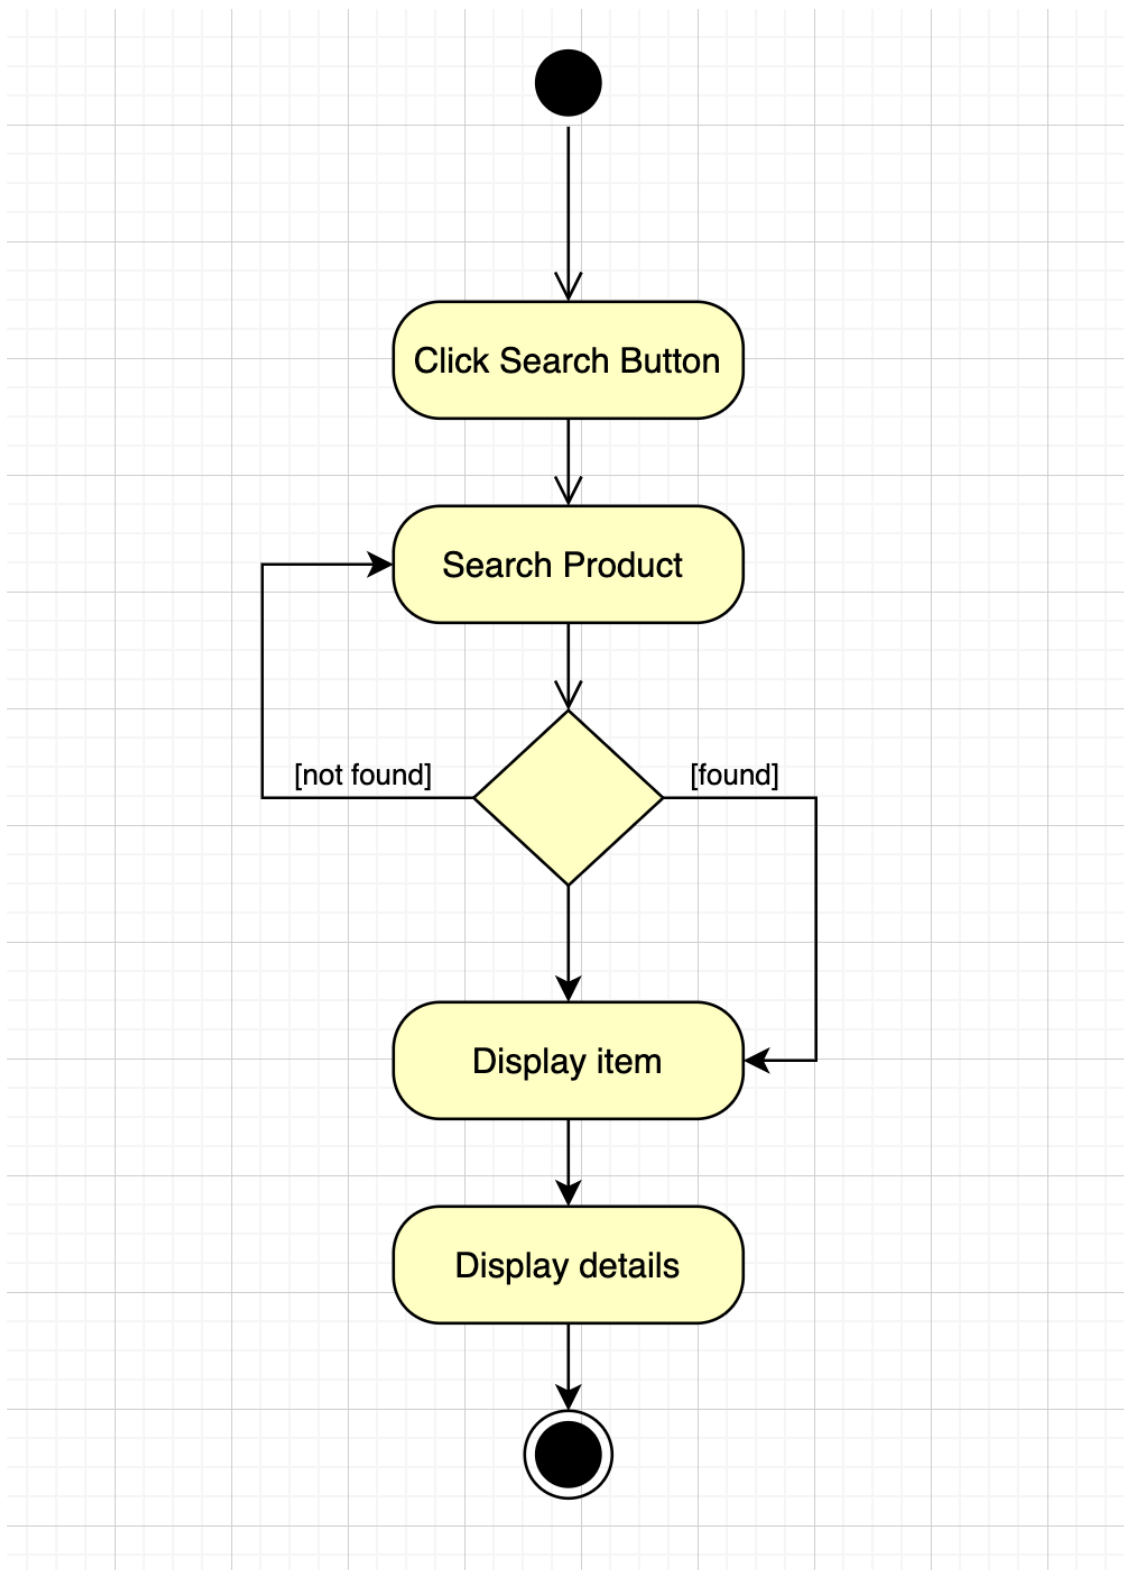 Click Search Button
Search Product
[not found]
[found]
Display item
Display details